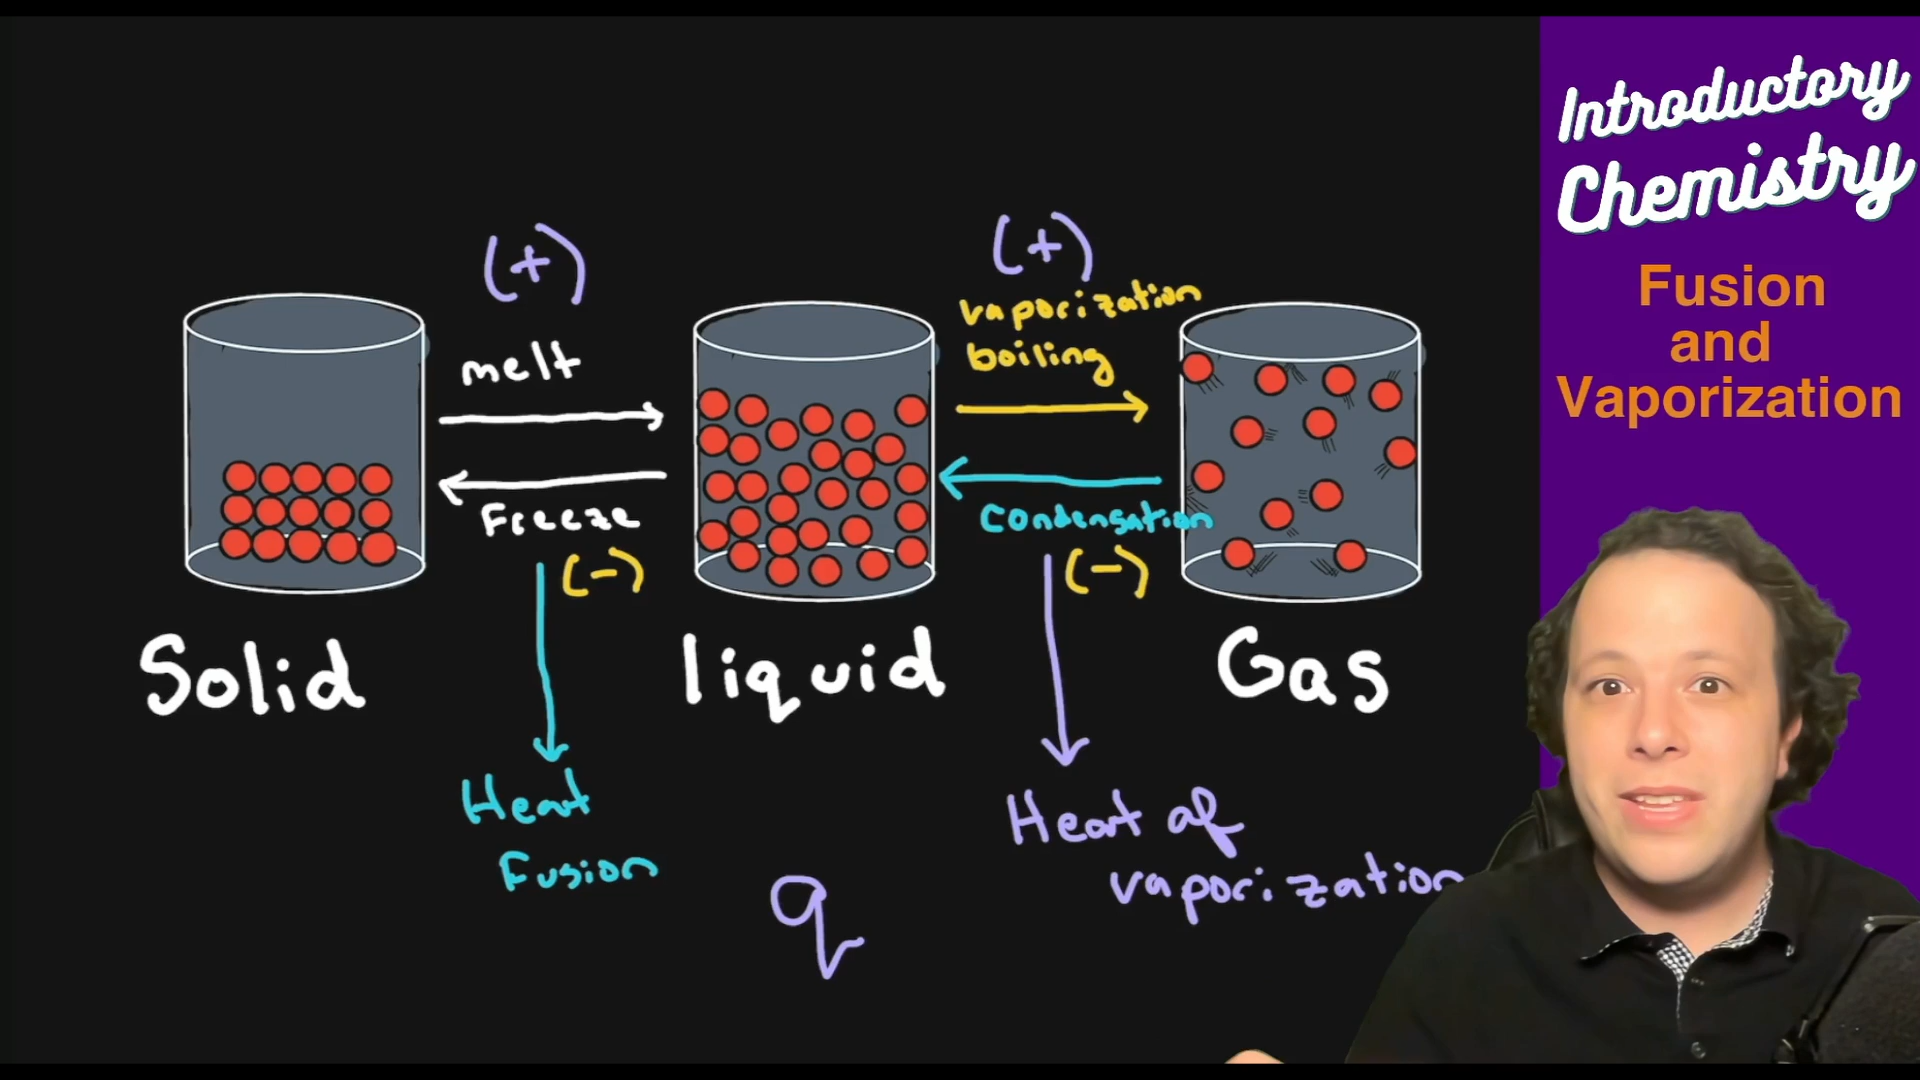 (+)
melt
Freeze
(-)
(+)
vaporization
boiling
Condensation
(-)
Solid
liquid
Gas
Heat
Fusion
q
Heat of
vaporization
Introductory
Chemistry
Fusion
and
Vaporization